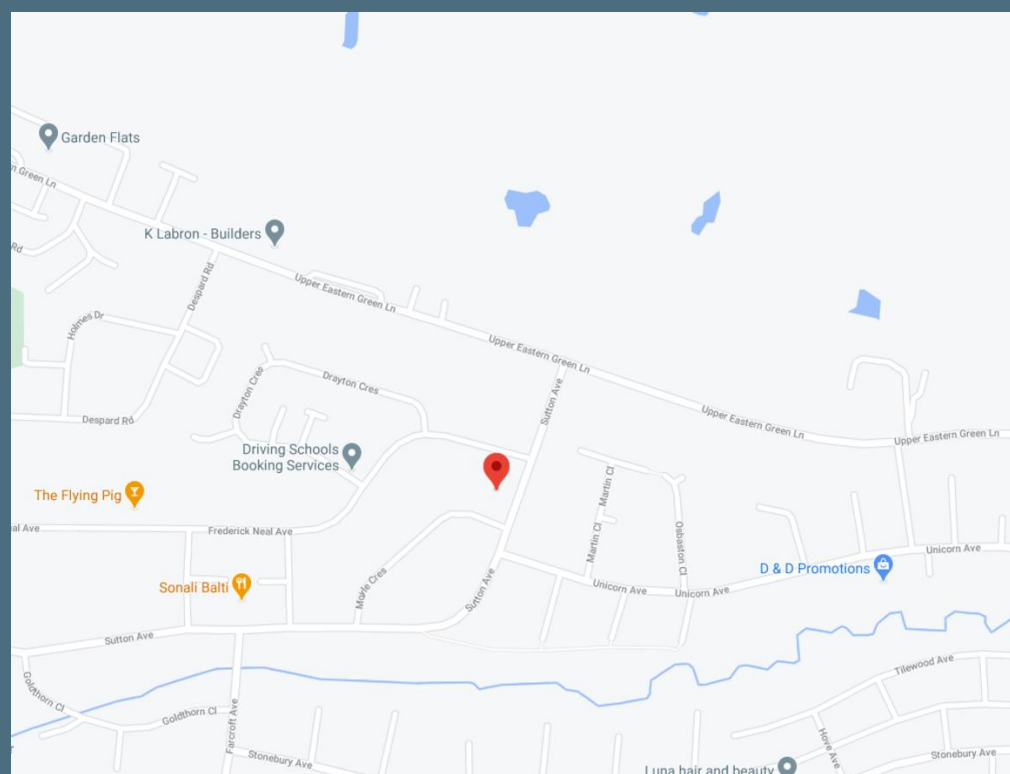 Garden Flats
n Green Ln
K Labron - Builders
Rd
Despard Rd
Upper Eastern Green Ln
Holmes Dr
Upper Eastern Green Ln
Drayton Cres
Drayton Cres
Sutton Ave
Despard Rd
Upper Eastern Green Ln
Upper Eastern Green Ln
Driving Schools
Booking Services
Martin Cl
The Flying Pig
al Ave
Frederick Neal Ave
Martin Cl
Osbaston Cl
Unicorn Ave
D & D Promotions
Sonali Balti
Moyle Cres
Sutton Ave
Unicorn Ave
Unicorn Ave
Sutton Ave
Tilewood Ave
Goldthorn Cl
Goldthorn Cl
Farcroft Ave
Hove Ave
Stonebury Ave
Stonebury Ave
Luna hair and beauty